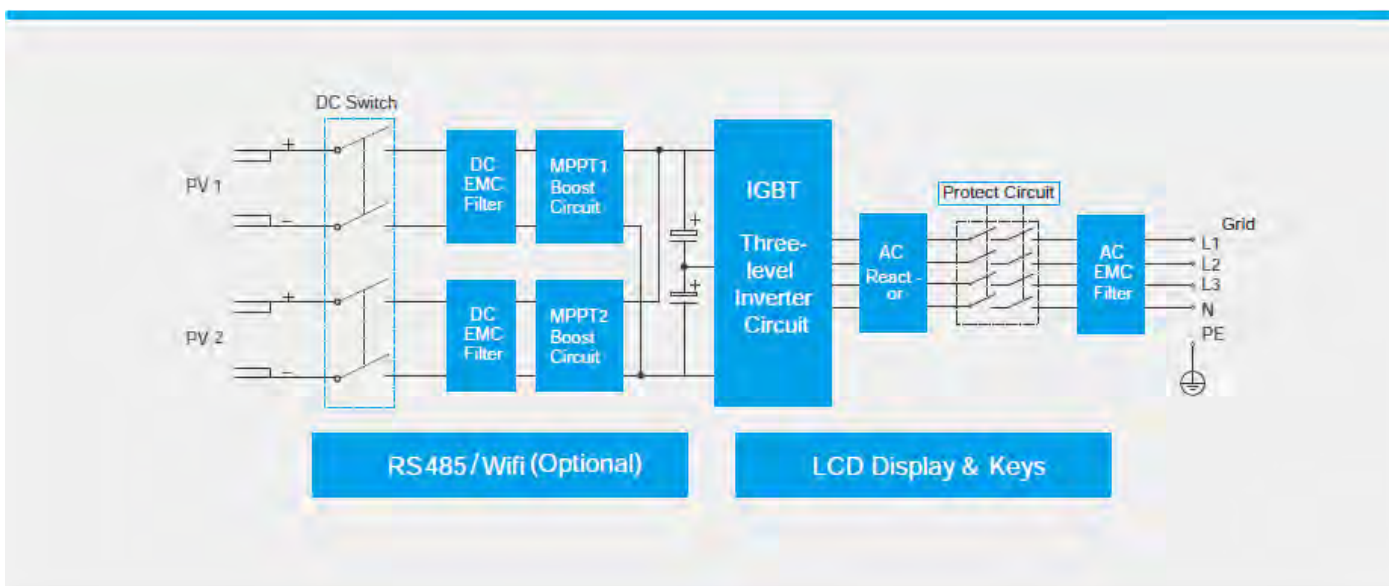 DC Switch
PV 1
+
−
PV 2
+
−
DC
EMC
Filter
MPPT1
Boost
Circuit
DC
EMC
Filter
MPPT2
Boost
Circuit
+
+
IGBT
Three-
level
Inverter
Circuit
AC
React -
or
Protect Circuit
AC
EMC
Filter
Grid
L1
L2
L3
N
PE
RS485/Wifi (Optional)
LCD Display & Keys